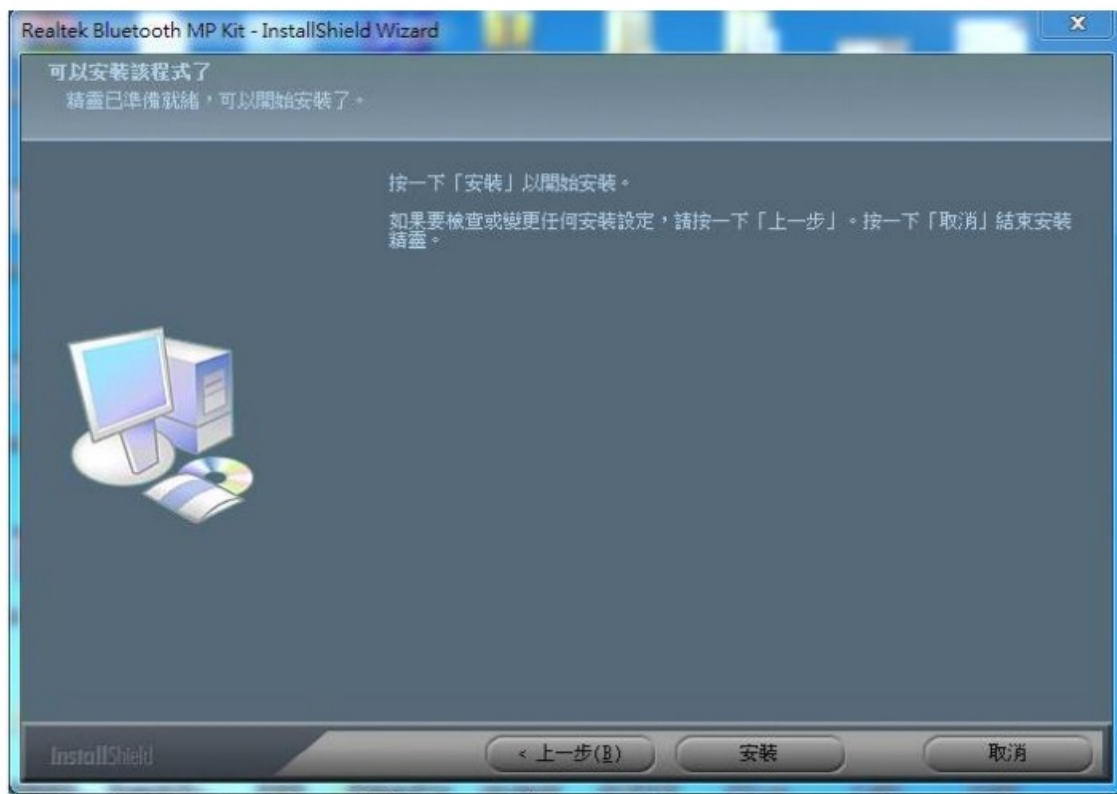 Realtek Bluetooth MP Kit - InstallShield Wizard
可以安裝該程式了
精靈已準備就緒，可以開始安裝了。
按一下「安裝」以開始安裝。
如果要檢查或變更任何安裝設定，請按一下「上一步」。按一下「取消」結束安裝
精靈。
InstallShield
< 上一步(B)
安裝
取消